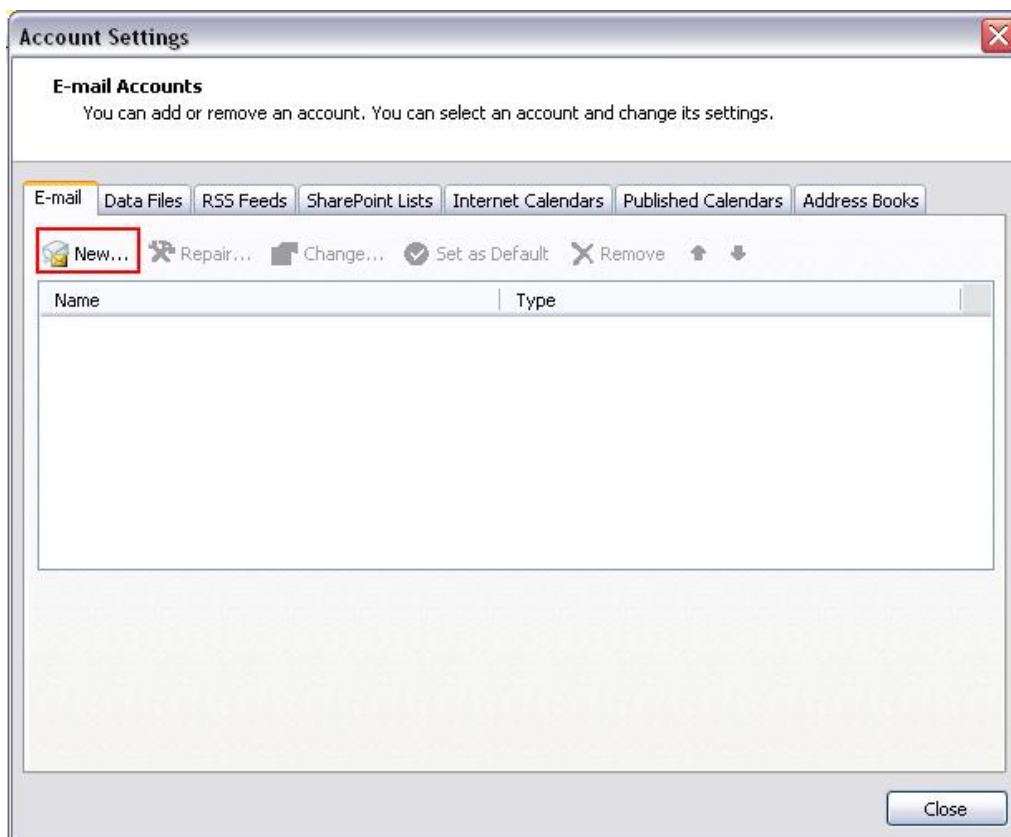 Account Settings
E-mail Accounts
You can add or remove an account. You can select an account and change its settings.
E-mail Data Files RSS Feeds SharePoint Lists Internet Calendars Published Calendars Address Books
New... Repair... Change... Set as Default Remove
Name Type
Close